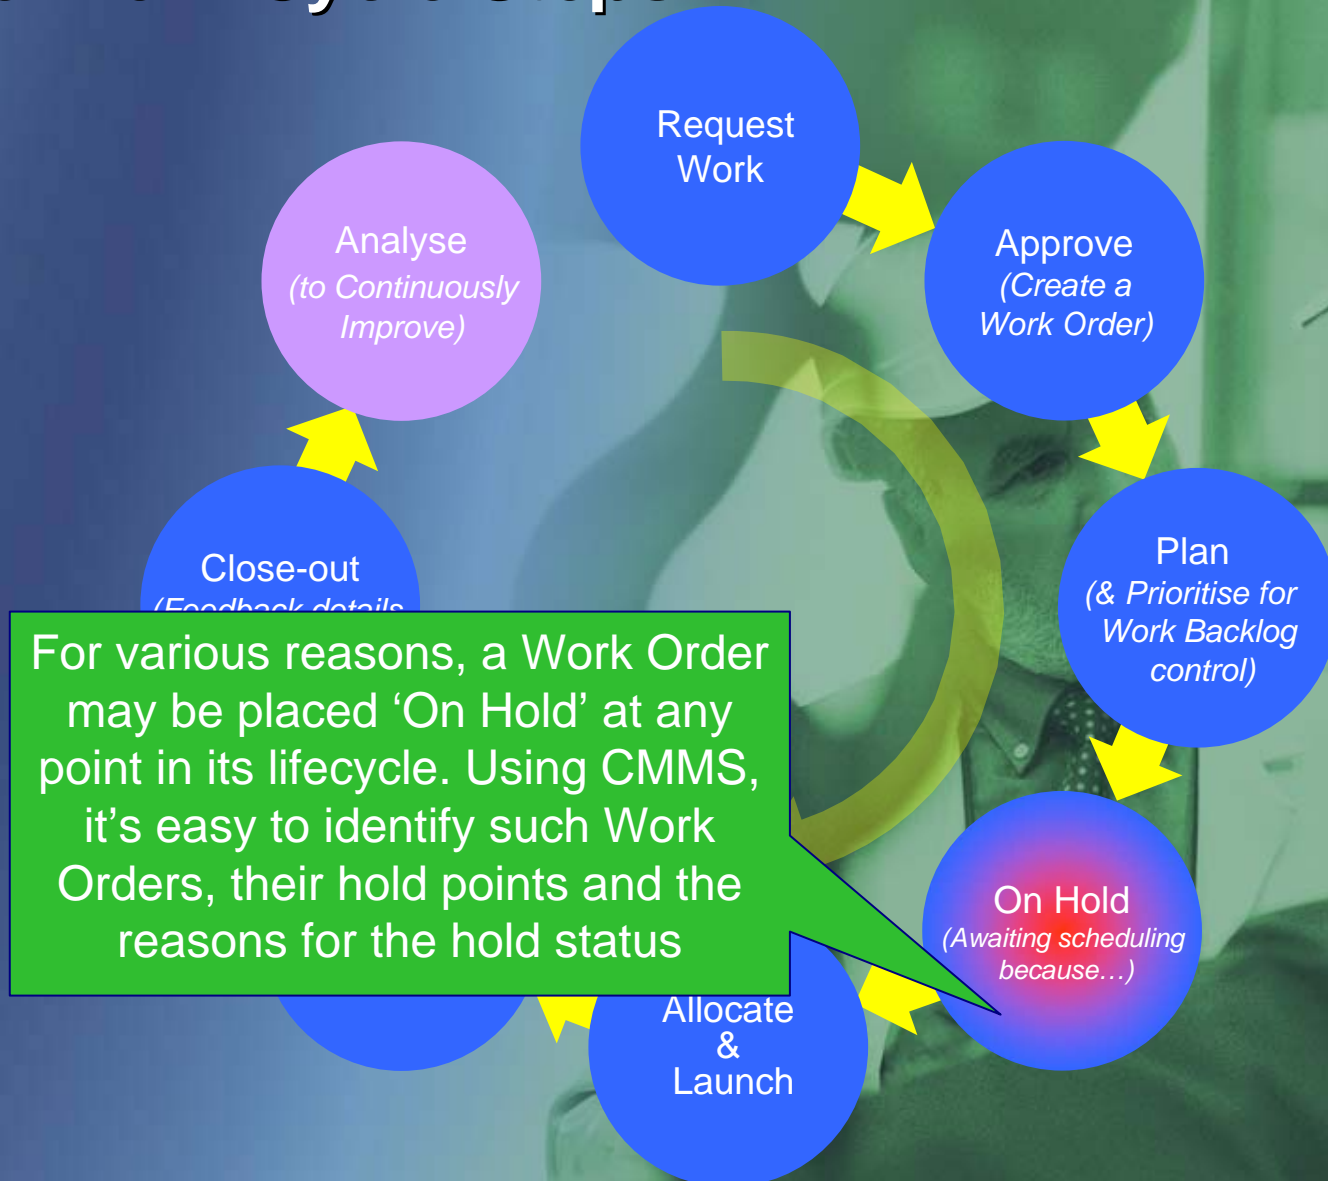 Request
Work
Approve
(Create a
Work Order)
Plan
(& Prioritise for
Work Backlog
control)
On Hold
(Awaiting scheduling
because…)
Allocate
&
Launch
Close-out
(Feedback details
Analyse
(to Continuously
Improve)
For various reasons, a Work Order
may be placed ‘On Hold’ at any
point in its lifecycle. Using CMMS,
it’s easy to identify such Work
Orders, their hold points and the
reasons for the hold status